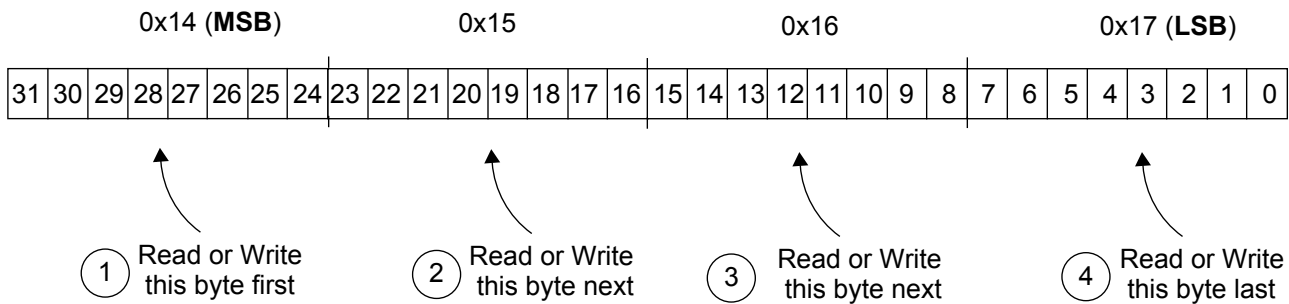 0x14 (MSB) 0x15 0x16 0x17 (LSB)
31 30 29 28 27 26 25 24 23 22 21 20 19 18 17 16 15 14 13 12 11 10 9 8 7 6 5 4 3 2 1 0
1 Read or Write this byte first
2 Read or Write this byte next
3 Read or Write this byte next
4 Read or Write this byte last